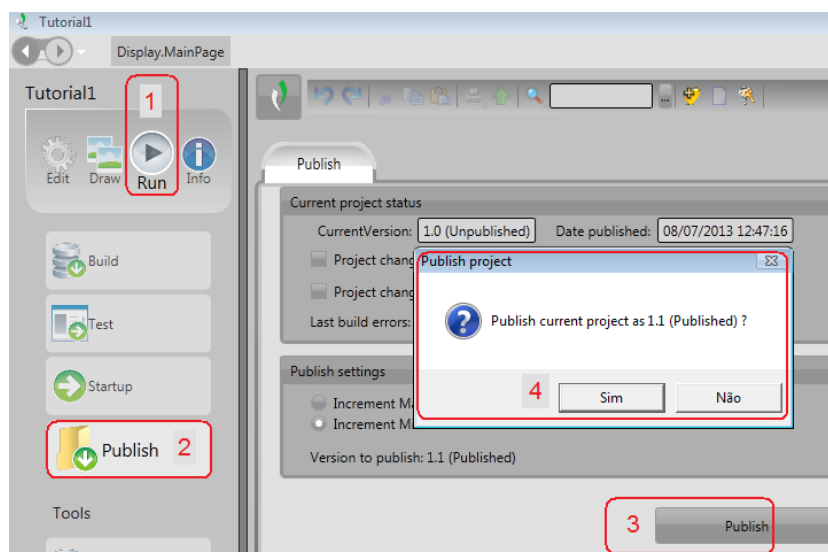 Tutorial1
Display.MainPage
Tutorial1
1
Edit Draw Run Info
Build
Test
Startup
Publish 2
Tools
...
Publish
Current project status
CurrentVersion: 1.0 (Unpublished) Date published: 08/07/2013 12:47:16
Project chang
Project chang
Last build errors:
Publish project
Publish current project as 1.1 (Published) ?
4 Sim Não
Publish settings
Increment Ma
Increment M
Version to publish: 1.1 (Published)
3 Publish